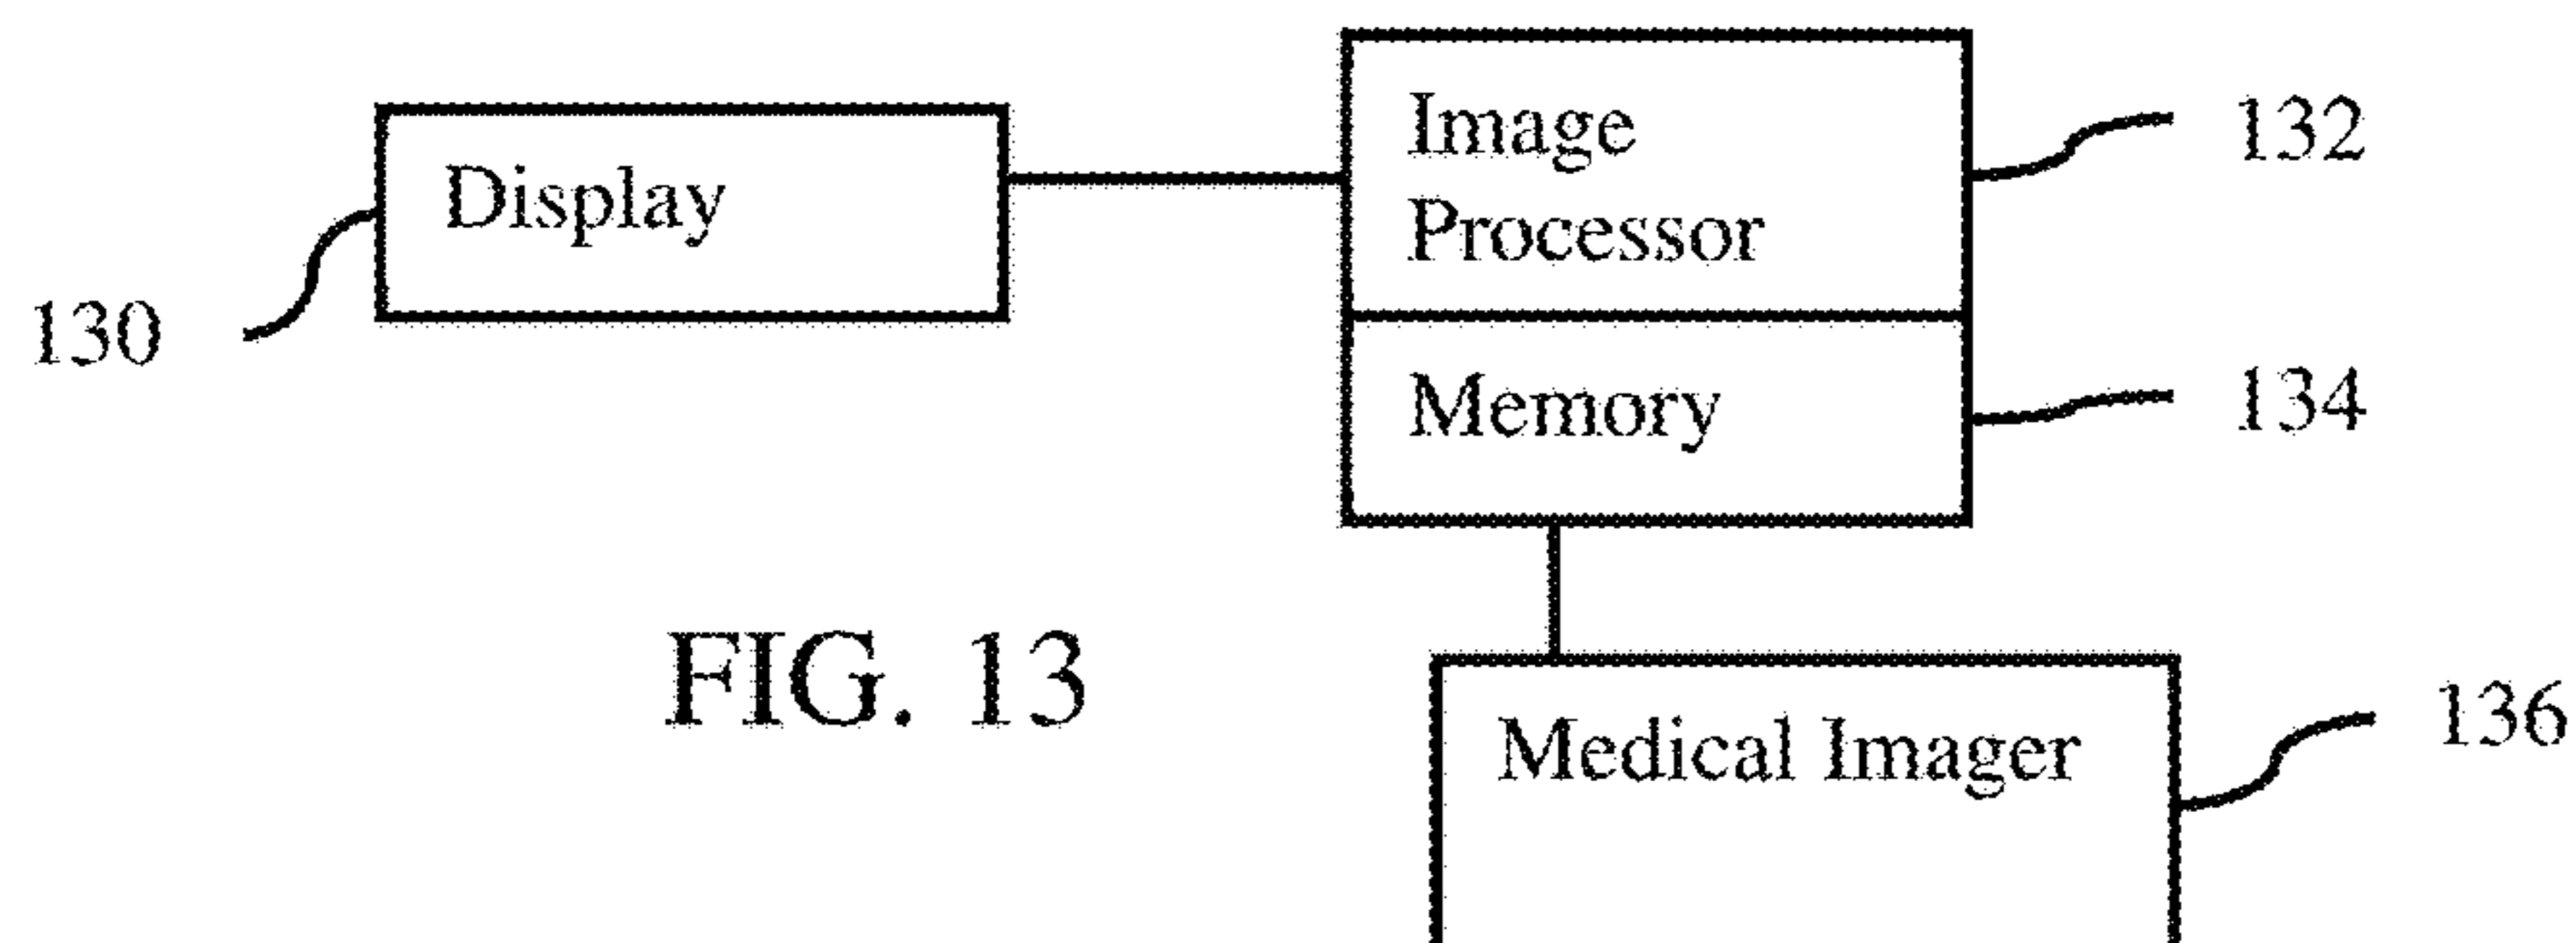 Image
Processor
132
Display
130
Memory
134
FIG. 13
Medical Imager
136